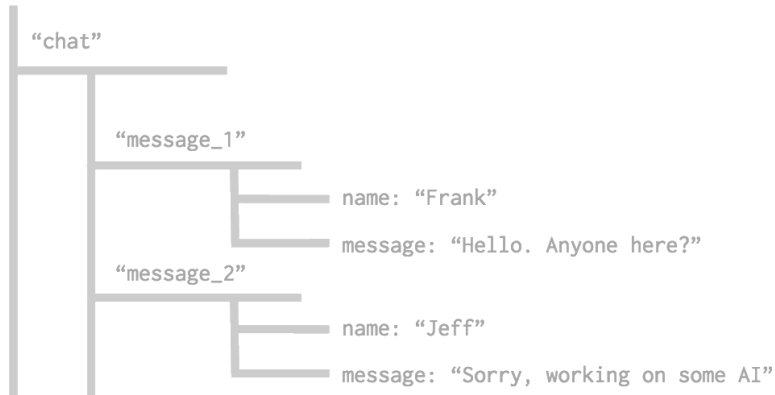 “chat”
“message_1”
name: “Frank”
message: “Hello. Anyone here?”
“message_2”
name: “Jeff”
message: “Sorry, working on some AI”